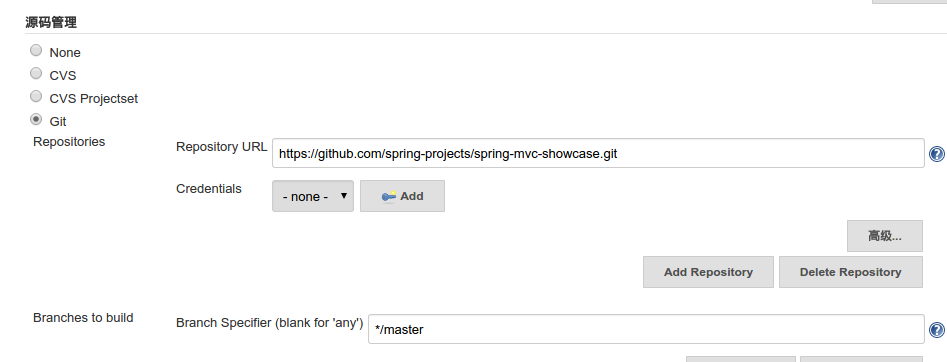 源码管理
None
CVS
CVS Projectset
Git
Repositories
Repository URL https://github.com/spring-projects/spring-mvc-showcase.git
Credentials - none - Add
高级...
Add Repository Delete Repository
Branches to build Branch Specifier (blank for 'any') */master